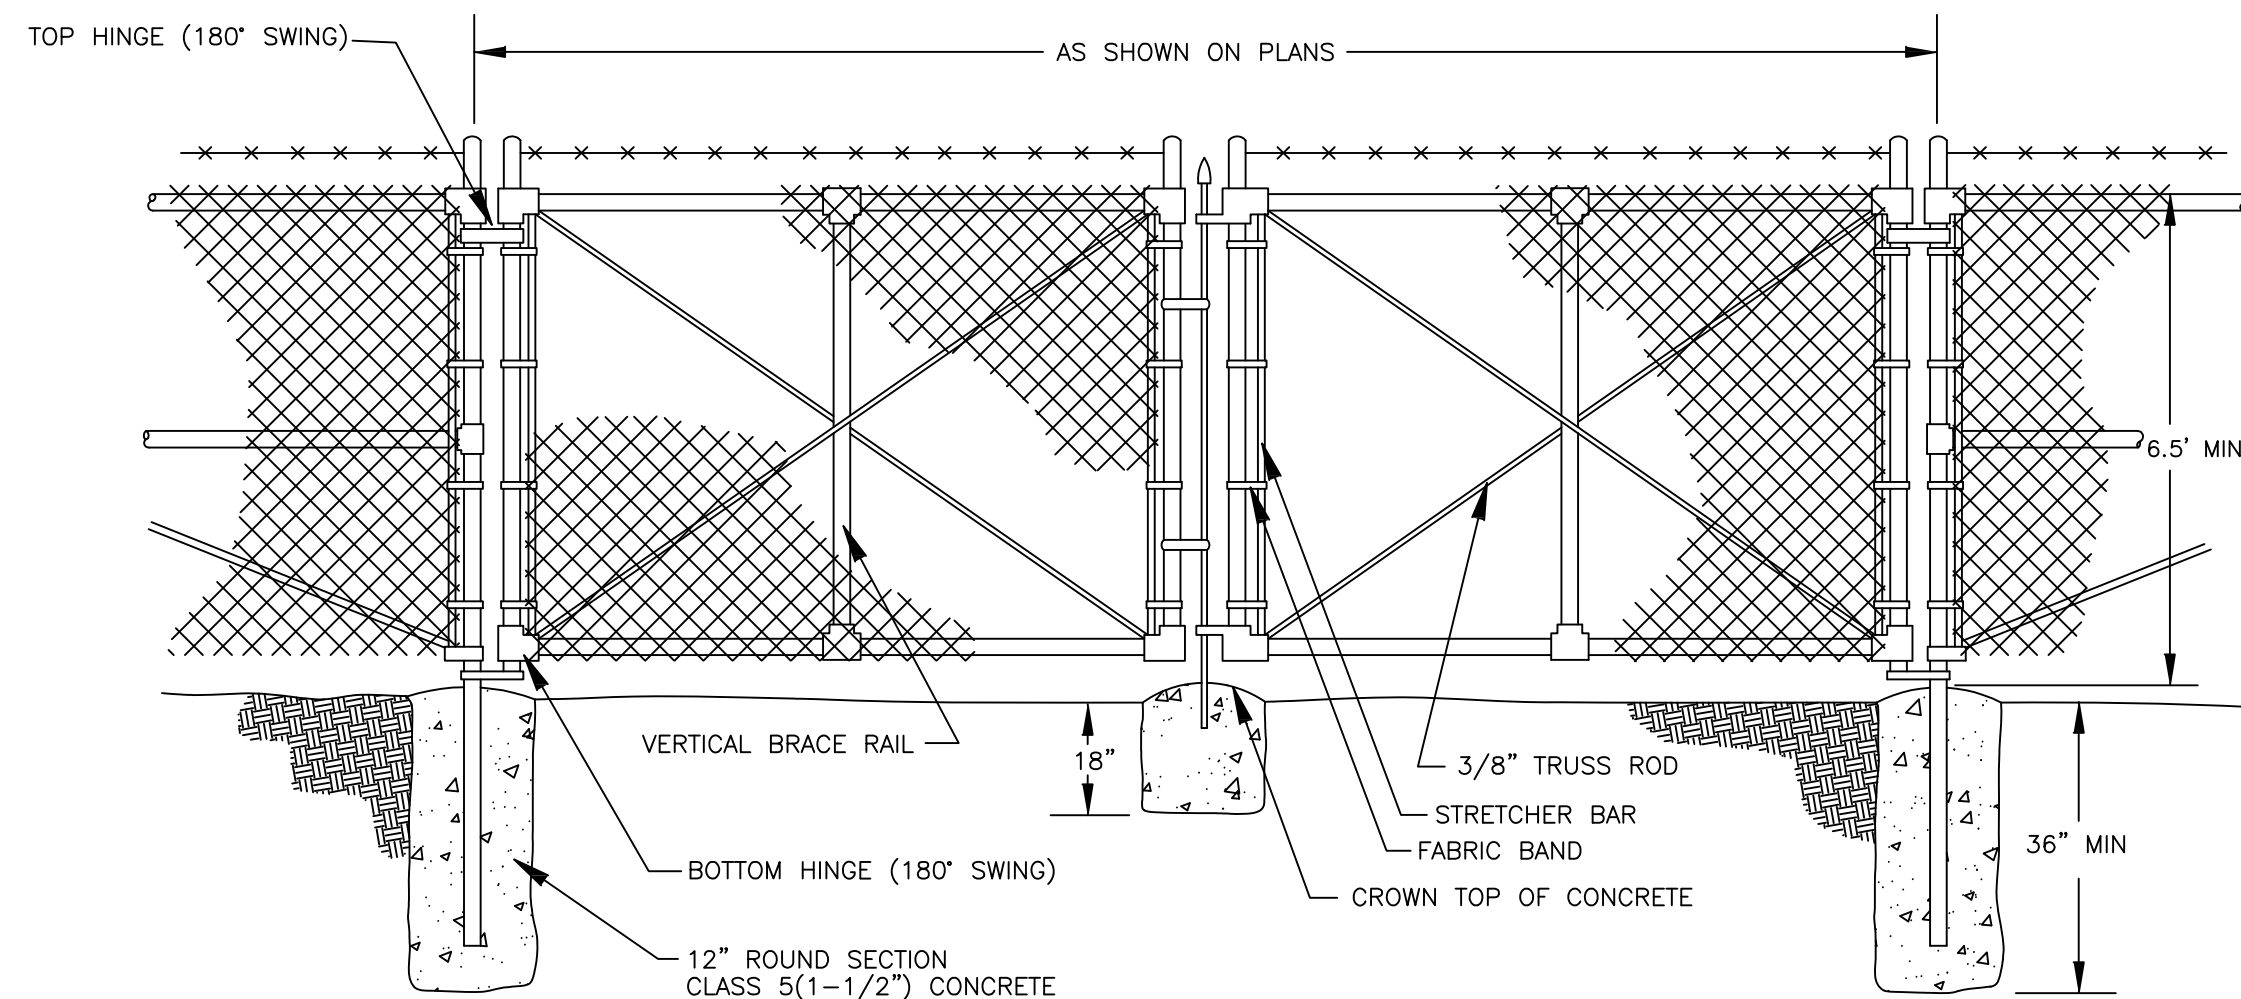 TOP HINGE (180° SWING)
AS SHOWN ON PLANS
6.5' MIN
VERTICAL BRACE RAIL
18"
3/8" TRUSS ROD
STRETCHER BAR
FABRIC BAND
36" MIN
BOTTOM HINGE (180° SWING)
CROWN TOP OF CONCRETE
12" ROUND SECTION
CLASS 5(1-1/2") CONCRETE